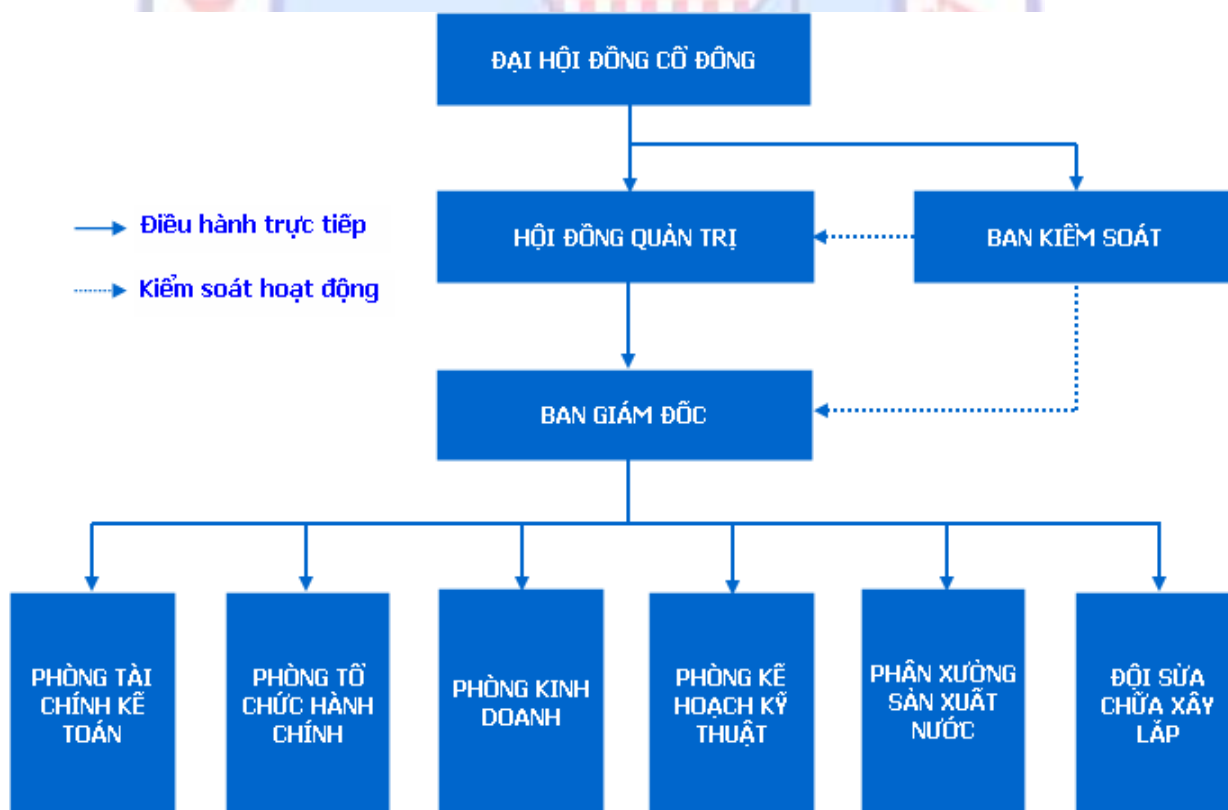 ĐẠI HỘI ĐỒNG CỔ ĐÔNG
Điều hành trực tiếp
HỘI ĐỒNG QUẢN TRỊ
BAN KIỂM SOÁT
Kiểm soát hoạt động
BAN GIÁM ĐỐC
PHÒNG TÀI
CHÍNH KẾ
TOÁN
PHÒNG TỔ
CHỨC HÀNH
CHÍNH
PHÒNG KINH
DOANH
PHÒNG KẾ
HOẠCH KỸ
THUẬT
PHÂN XƯỞNG
SẢN XUẤT
NƯỚC
ĐỘI SỬA
CHỮA XÂY
LẮP